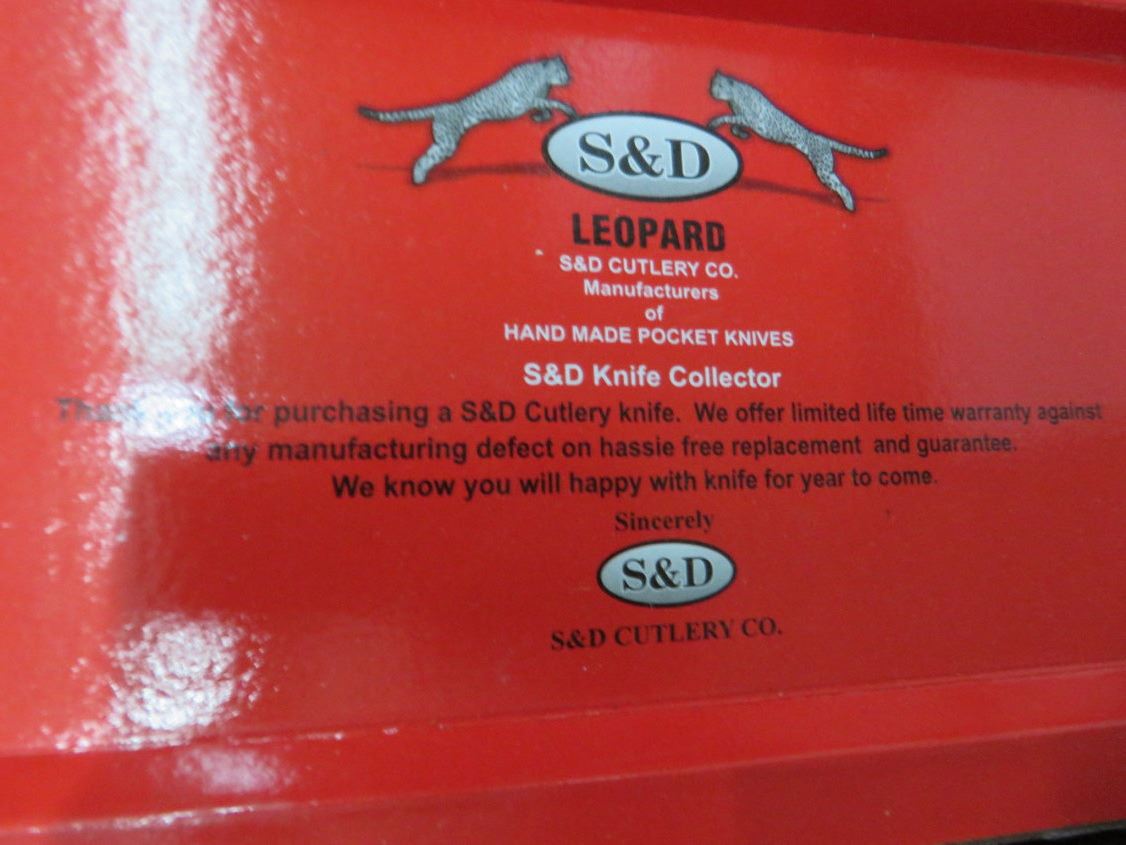 S&D
LEOPARD
S&D CUTLERY CO.
Manufacturers
of
HAND MADE POCKET KNIVES
S&D Knife Collector
Thank you for purchasing a S&D Cutlery knife. We offer limited life time warranty against
any manufacturing defect on hassie free replacement and guarantee.
We know you will happy with knife for year to come.
Sincerely
S&D
S&D CUTLERY CO.